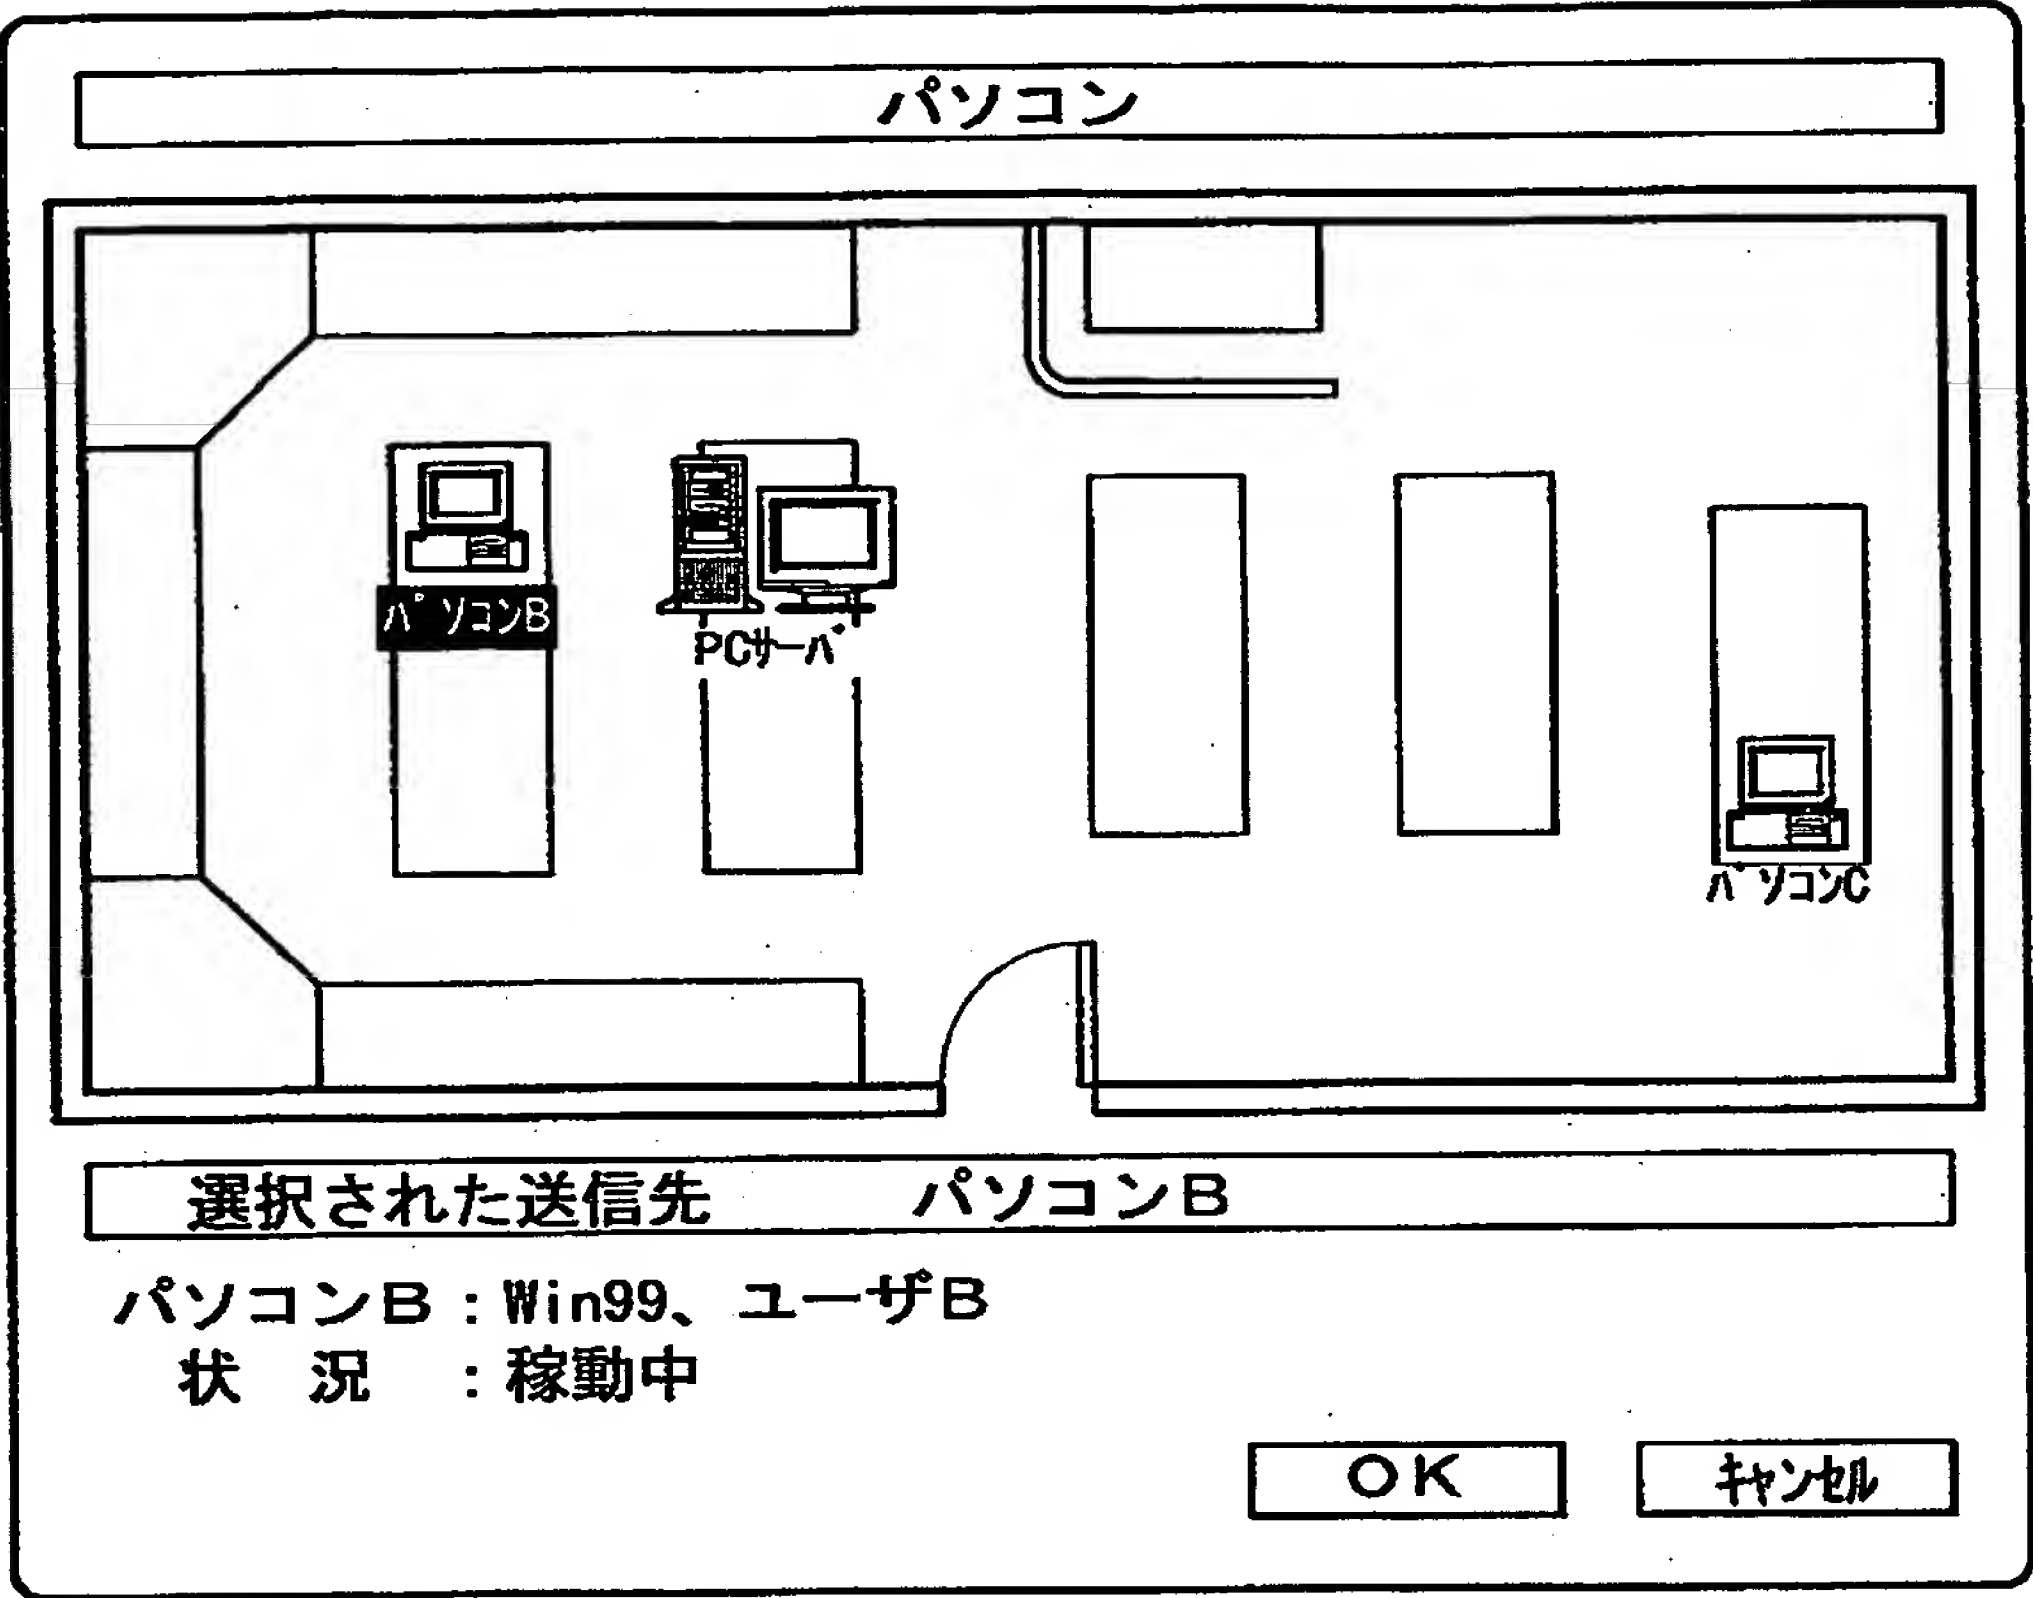 パソコン
パソコンB
PCサーバ
パソコンC
選択された送信先　パソコンB
パソコンB：Win99、ユーザB
状　況　：稼動中
OK
キャンセル